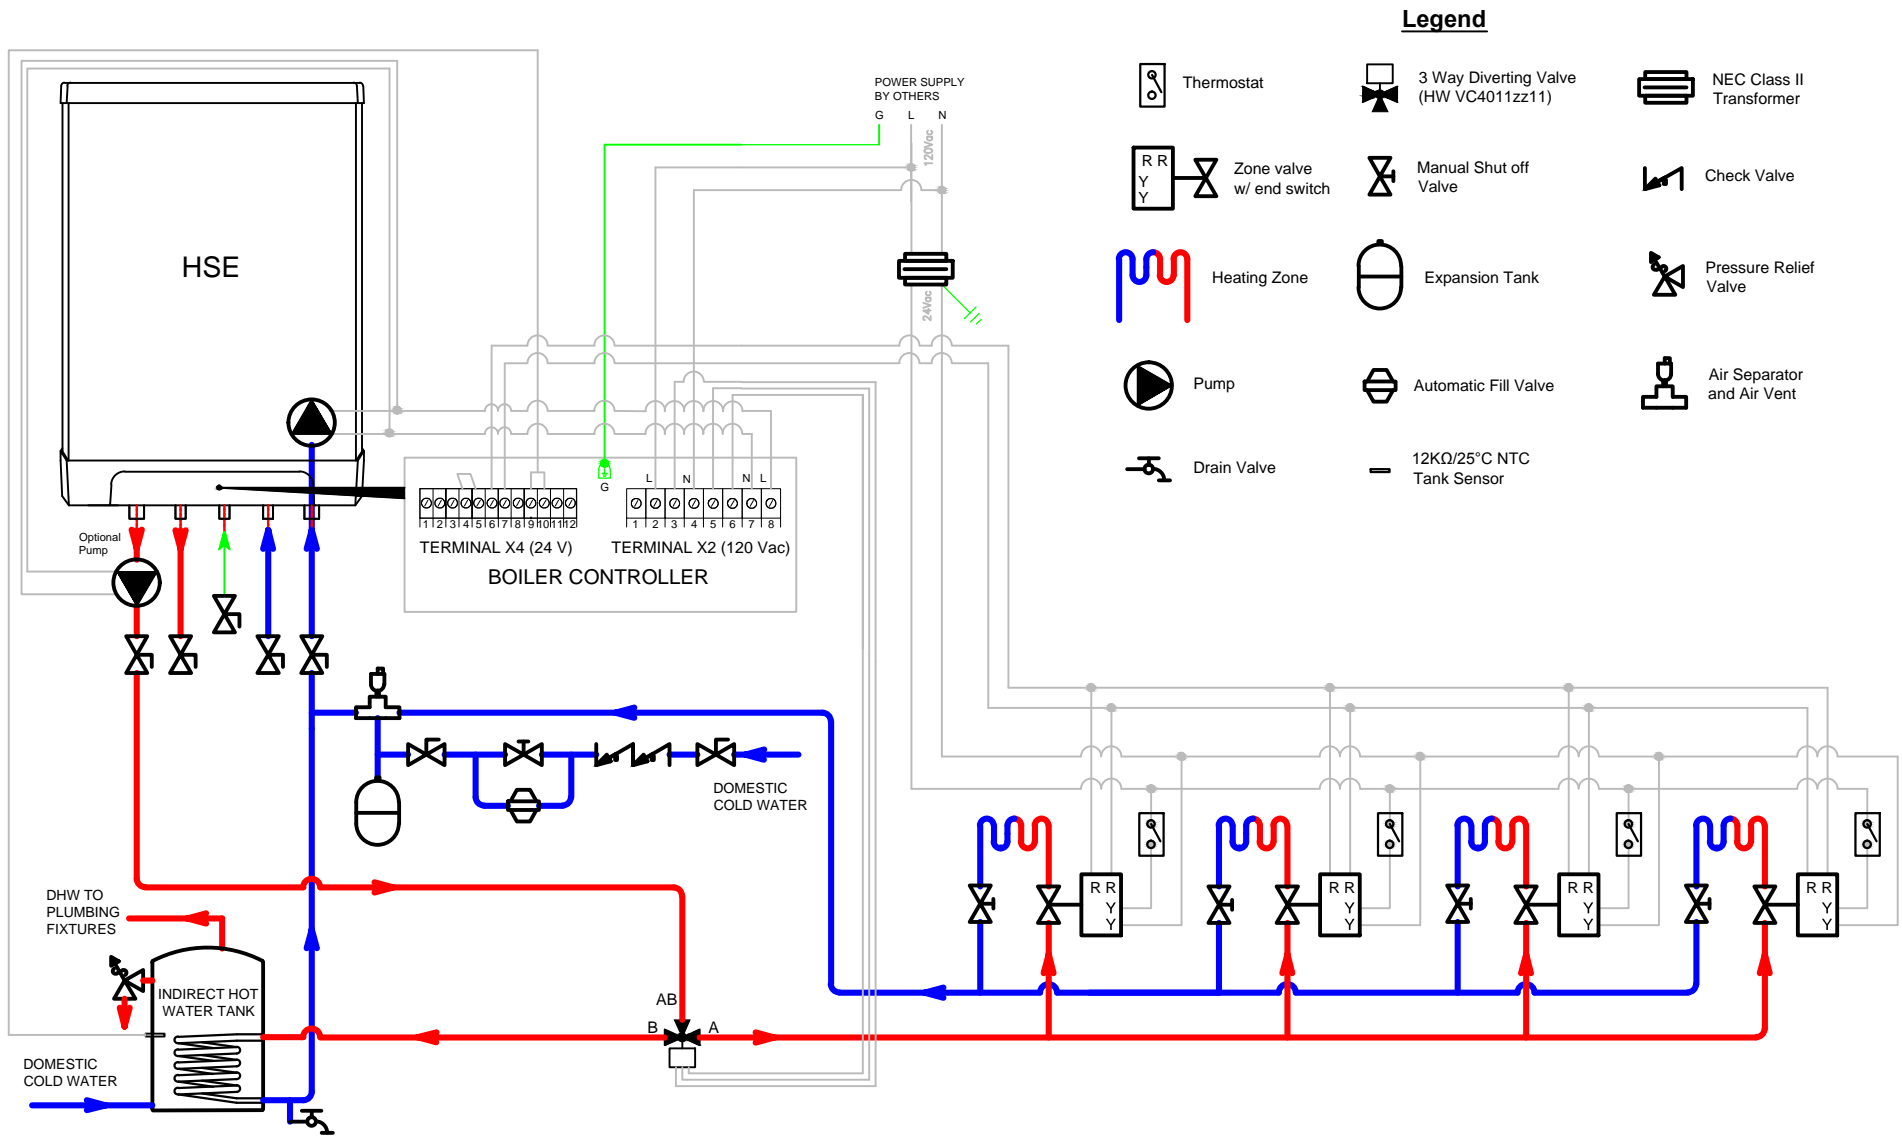 Legend
Thermostat
3 Way Diverting Valve
(HW VC4011zz11)
NEC Class II
Transformer
R R
Y
Y
Zone valve
w/ end switch
Manual Shut off
Valve
Check Valve
Heating Zone
Expansion Tank
Pressure Relief
Valve
Pump
Automatic Fill Valve
Air Separator
and Air Vent
Drain Valve
12KΩ/25°C NTC
Tank Sensor
POWER SUPPLY
BY OTHERS
G L N
120Vac
24Vac
HSE
G
L N N L
1 2 3 4 5 6 7 8 9 10 11 12
1 2 3 4 5 6 7 8
TERMINAL X4 (24 V)
TERMINAL X2 (120 Vac)
BOILER CONTROLLER
Optional
Pump
DOMESTIC
COLD WATER
DHW TO
PLUMBING
FIXTURES
INDIRECT HOT
WATER TANK
DOMESTIC
COLD WATER
AB
B A
R R
Y
Y
R R
Y
Y
R R
Y
Y
R R
Y
Y